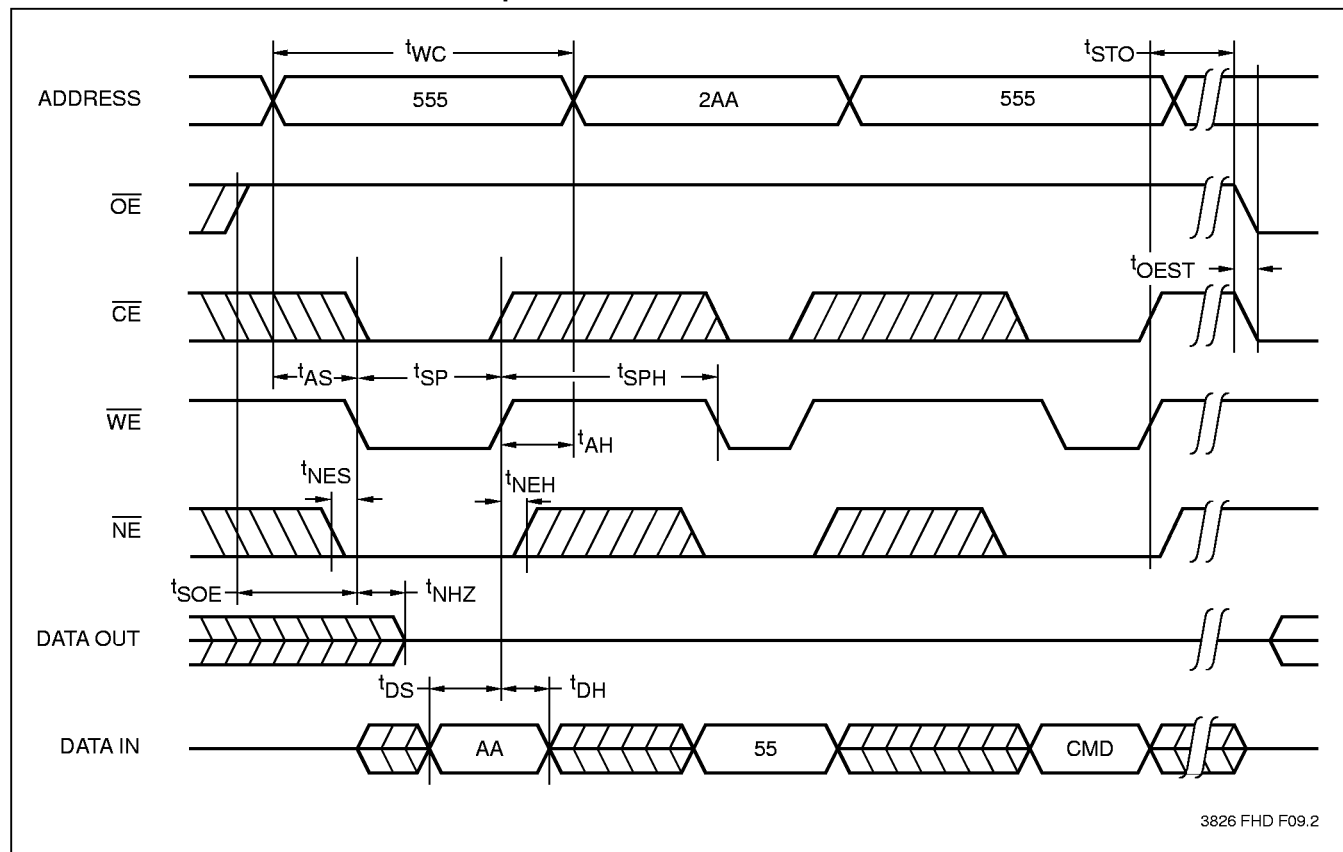 tWC
tSTO
ADDRESS
555
2AA
555
OE
tOEST
CE
tAS
tSP
tSPH
WE
tAH
tNES
tNEH
NE
tSOE
tNHZ
DATA OUT
tDS
tDH
DATA IN
AA
55
CMD
3826 FHD F09.2